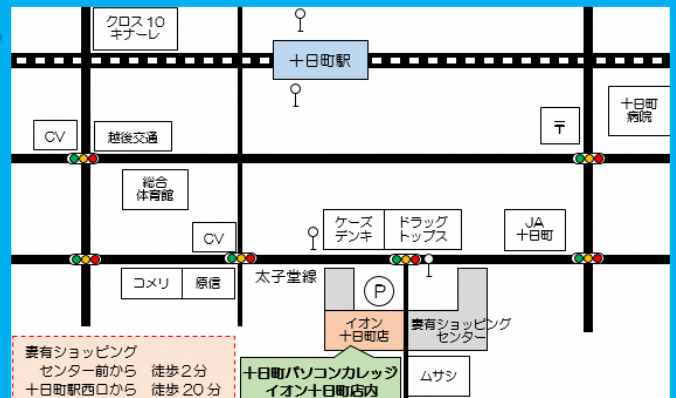 クロス10
キナーレ
十日町駅
十日町
病院
〒
CV
越後交通
総合
体育館
CV
ケーズ
デンキ
ドラッグ
トップス
JA
十日町
コメリ
原信
太子堂線
P
イオン
十日町店
妻有ショッピング
センター
妻有ショッピング
センター前から 徒歩2分
十日町駅西口から 徒歩20分
十日町パソコンカレッジ
イオン十日町店内
ムサシ